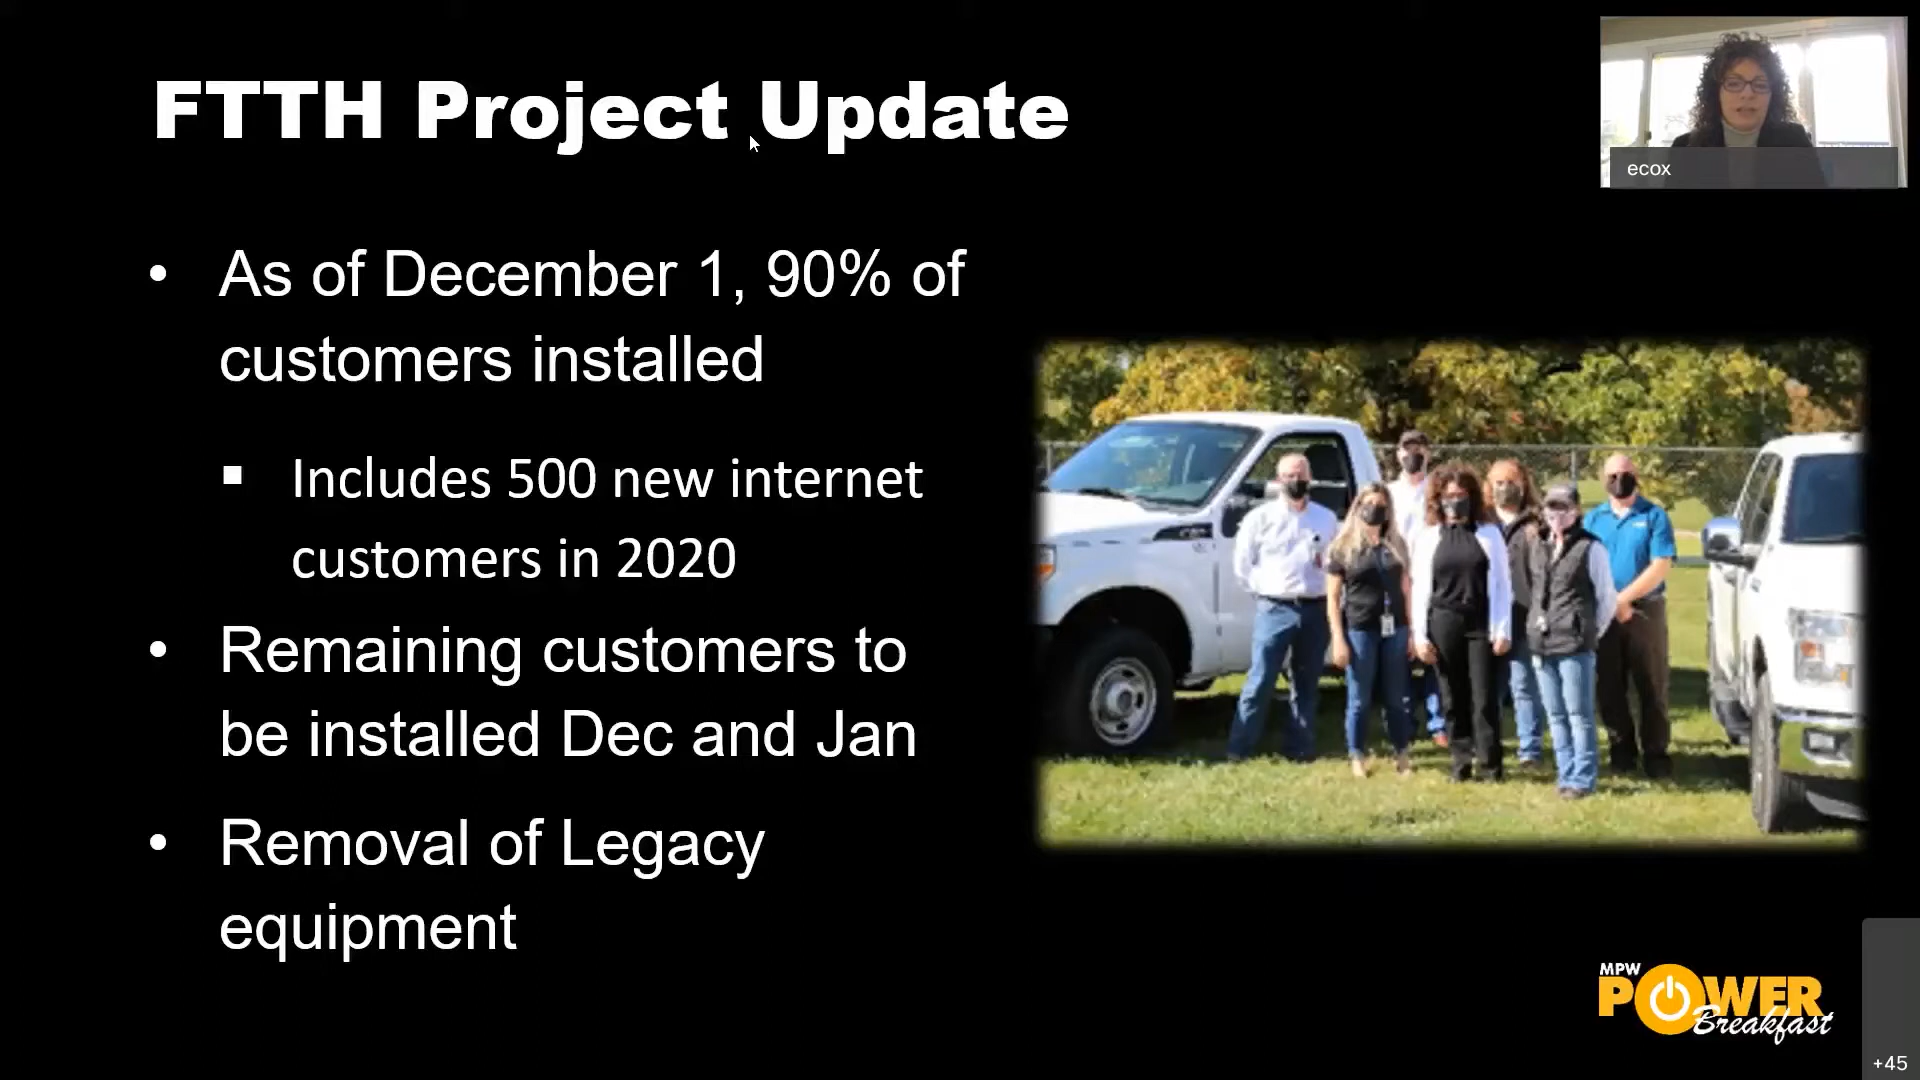 FTTH Project Update
ecox
• As of December 1, 90% of
customers installed
▪ Includes 500 new internet
customers in 2020
• Remaining customers to
be installed Dec and Jan
• Removal of Legacy
equipment
MPW
POWER
Breakfast
+45